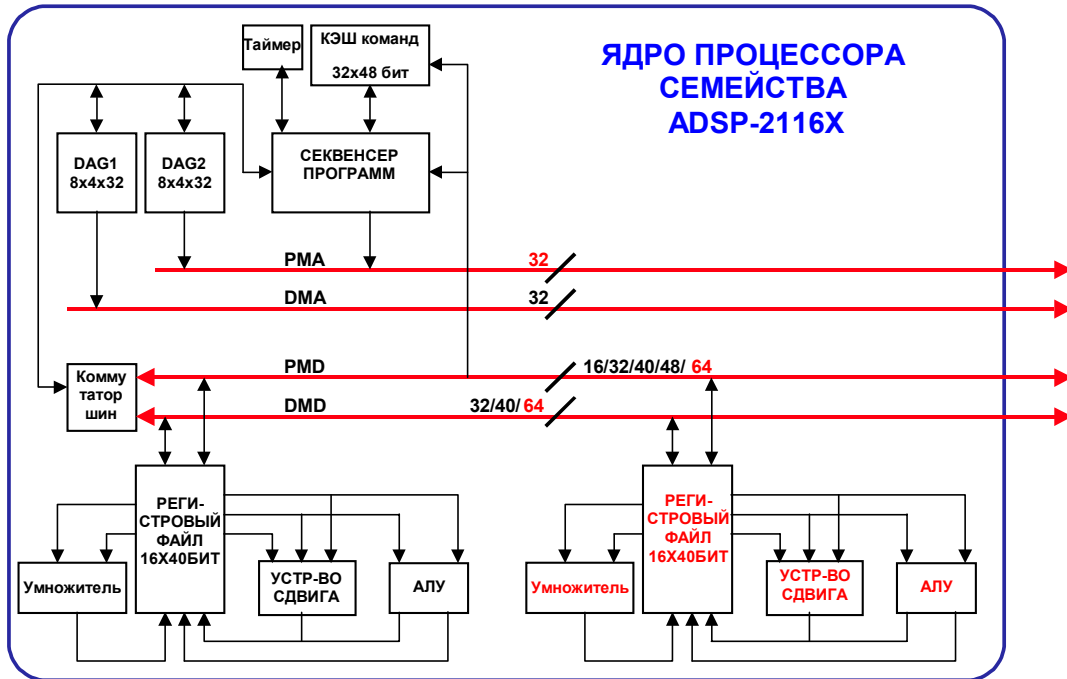 Таймер
КЭШ команд
32x48 бит
ЯДРО ПРОЦЕССОРА
СЕМЕЙСТВА
ADSP-2116X
DAG1
8x4x32
DAG2
8x4x32
СЕКВЕНСЕР
ПРОГРАММ
PMA 32
DMA 32
Комму
татор
шин
PMD 16/32/40/48/ 64
DMD 32/40/ 64
РЕГИ-
СТРОВЫЙ
ФАЙЛ
16Х40БИТ
Умножитель
УСТР-ВО
СДВИГА
АЛУ
РЕГИ-
СТРОВЫЙ
ФАЙЛ
16Х40БИТ
Умножитель
УСТР-ВО
СДВИГА
АЛУ